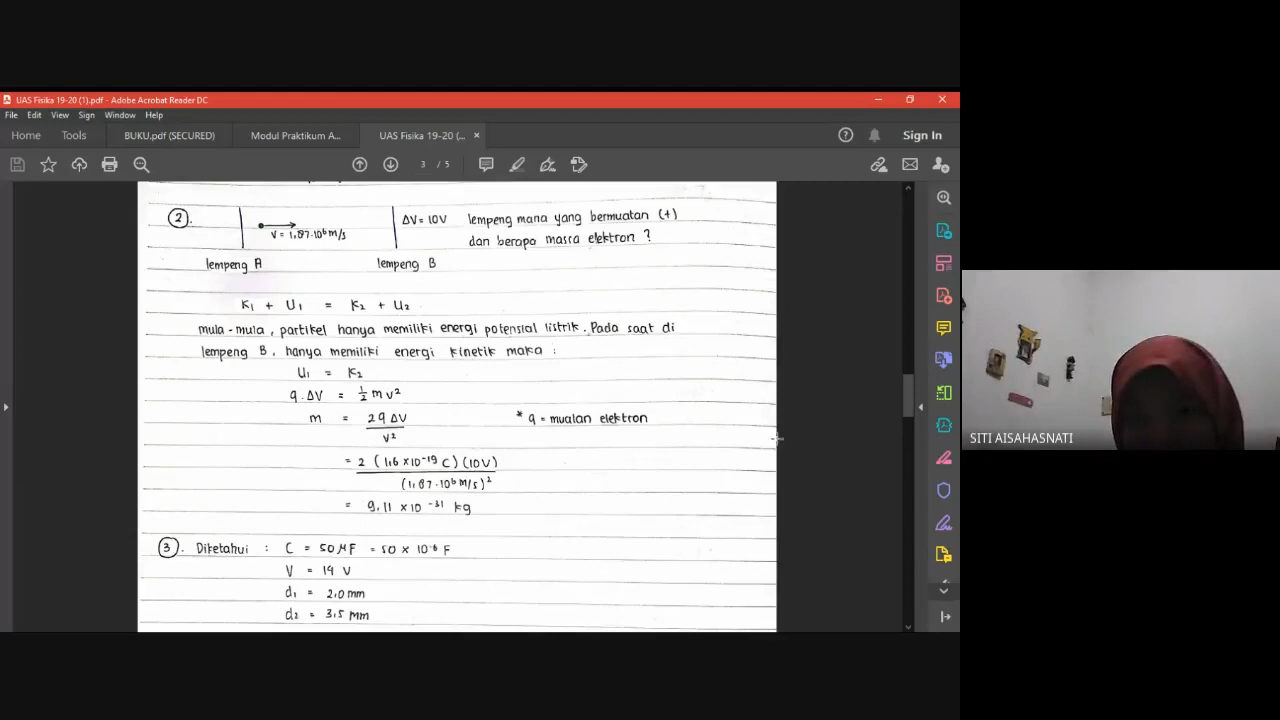 UAS Fisika 19-20 (1).pdf - Adobe Acrobat Reader DC
File Edit View Sign Window Help
Home Tools BUKU.pdf (SECURED) Modul Praktikum A... UAS Fisika 19-20 (... × Sign In
3 / 5
2. V = 1,87·10⁶ m/s ΔV = 10V lempeng mana yang bermuatan (+)
dan berapa massa elektron ?
lempeng A lempeng B
K₁ + U₁ = K₂ + U₂
mula-mula, partikel hanya memiliki energi potensial listrik. Pada saat di
lempeng B, hanya memiliki energi kinetik maka :
U₁ = K₂
q.ΔV = ½ m v²
m = 2qΔV / v² * q = muatan elektron
= 2 (1,6 × 10⁻¹⁹ C) (10V) / (1,87·10⁶ m/s)²
= 9,11 × 10⁻³¹ kg
3. Diketahui : C = 50 μF = 50 × 10⁻⁶ F
V = 14 V
d₁ = 2,0 mm
d₂ = 3,5 mm
SITI AISAHASNATI